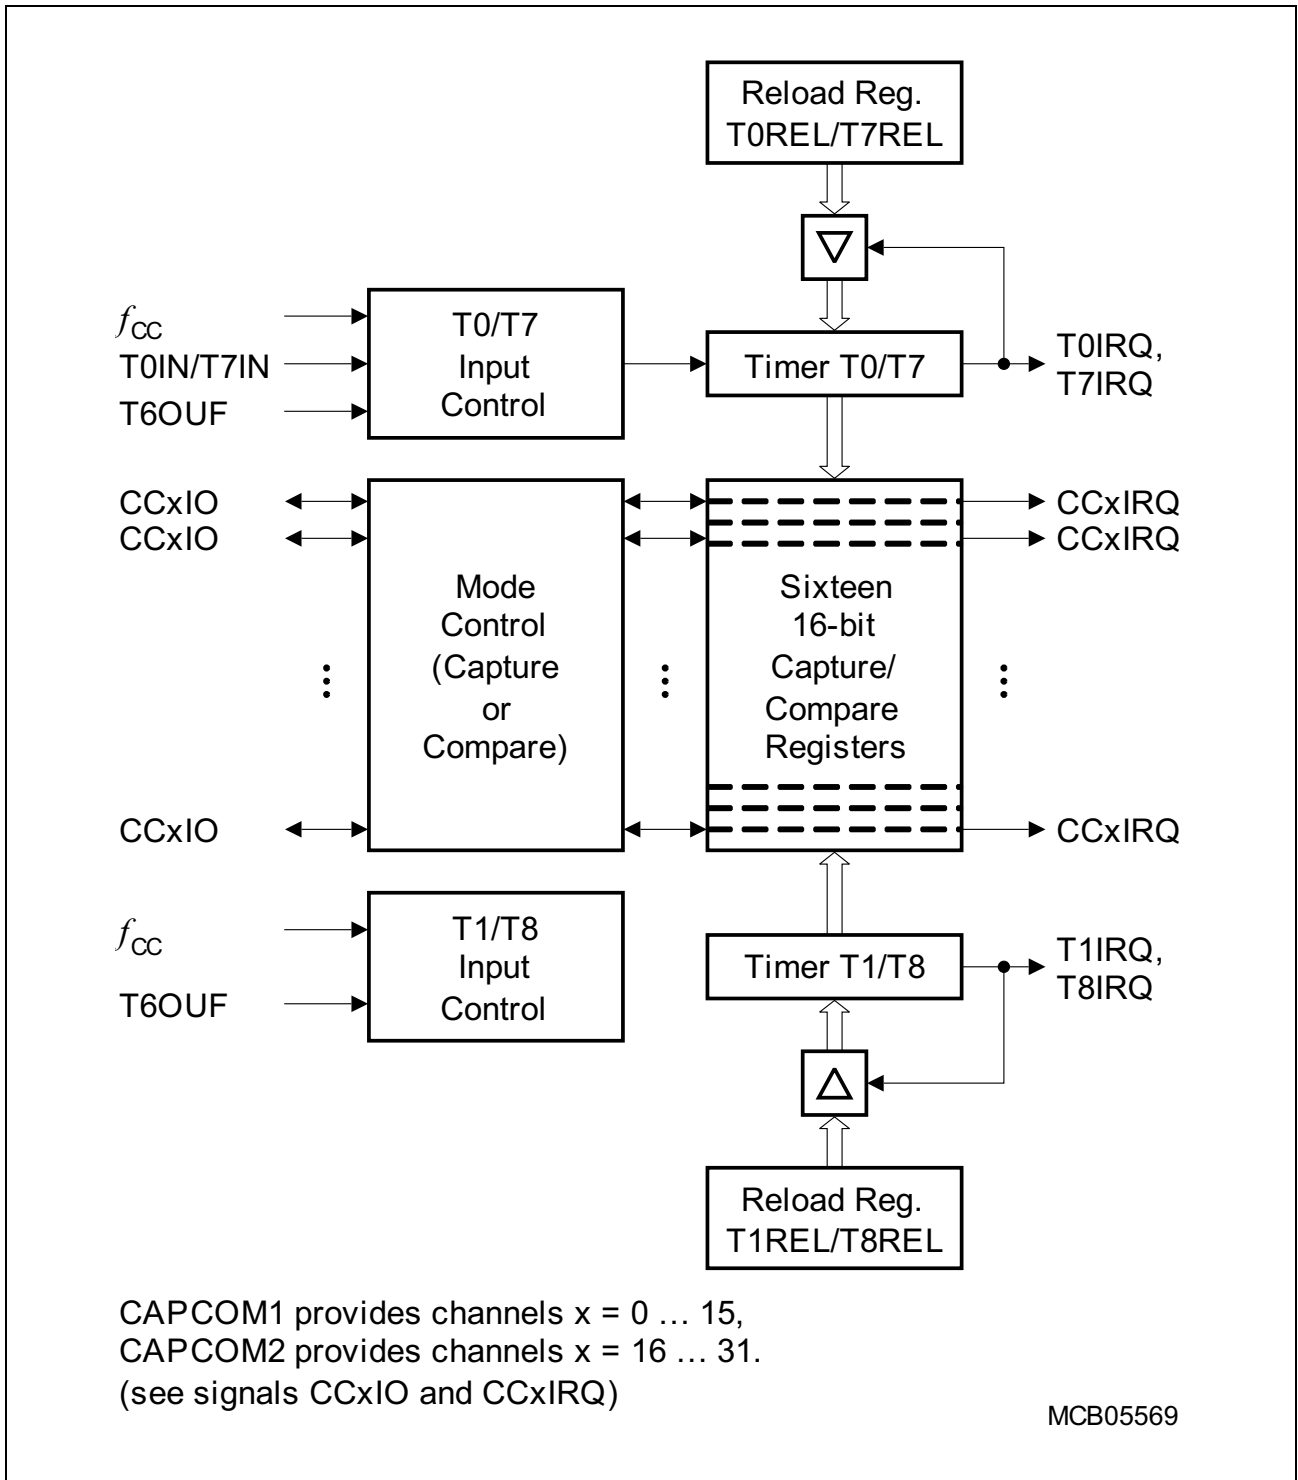 Reload Reg.
T0REL/T7REL
fCC
T0IN/T7IN
T6OUF
T0/T7
Input
Control
Timer T0/T7
T0IRQ,
T7IRQ
CCxIO
CCxIO
CCxIO
Mode
Control
(Capture
or
Compare)
Sixteen
16-bit
Capture/
Compare
Registers
CCxIRQ
CCxIRQ
CCxIRQ
fCC
T6OUF
T1/T8
Input
Control
Timer T1/T8
T1IRQ,
T8IRQ
Reload Reg.
T1REL/T8REL
CAPCOM1 provides channels x = 0 … 15,
CAPCOM2 provides channels x = 16 … 31.
(see signals CCxIO and CCxIRQ)
MCB05569